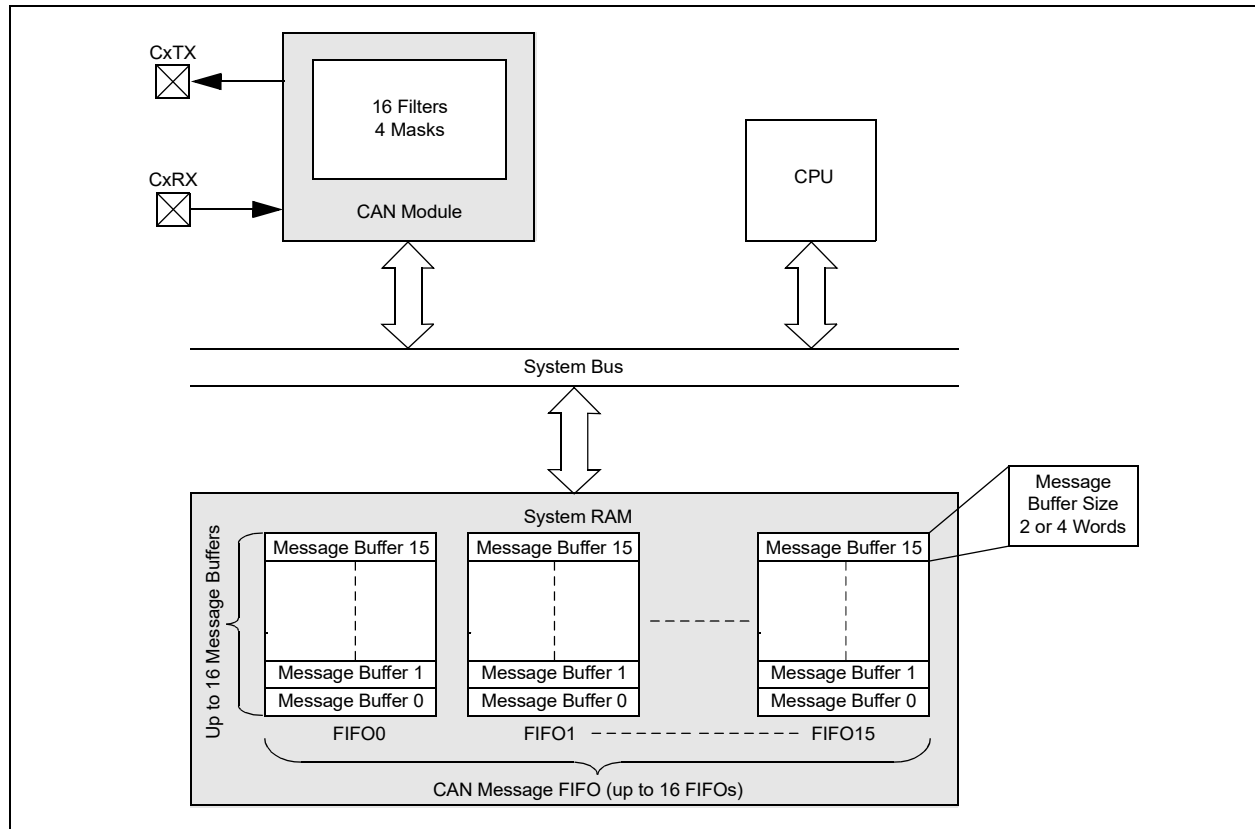 CxTX
16 Filters
4 Masks
CxRX
CAN Module
CPU
System Bus
Message
Buffer Size
2 or 4 Words
System RAM
Up to 16 Message Buffers
Message Buffer 15
Message Buffer 15
Message Buffer 15
Message Buffer 1
Message Buffer 1
Message Buffer 1
Message Buffer 0
Message Buffer 0
Message Buffer 0
FIFO0
FIFO1
FIFO15
CAN Message FIFO (up to 16 FIFOs)